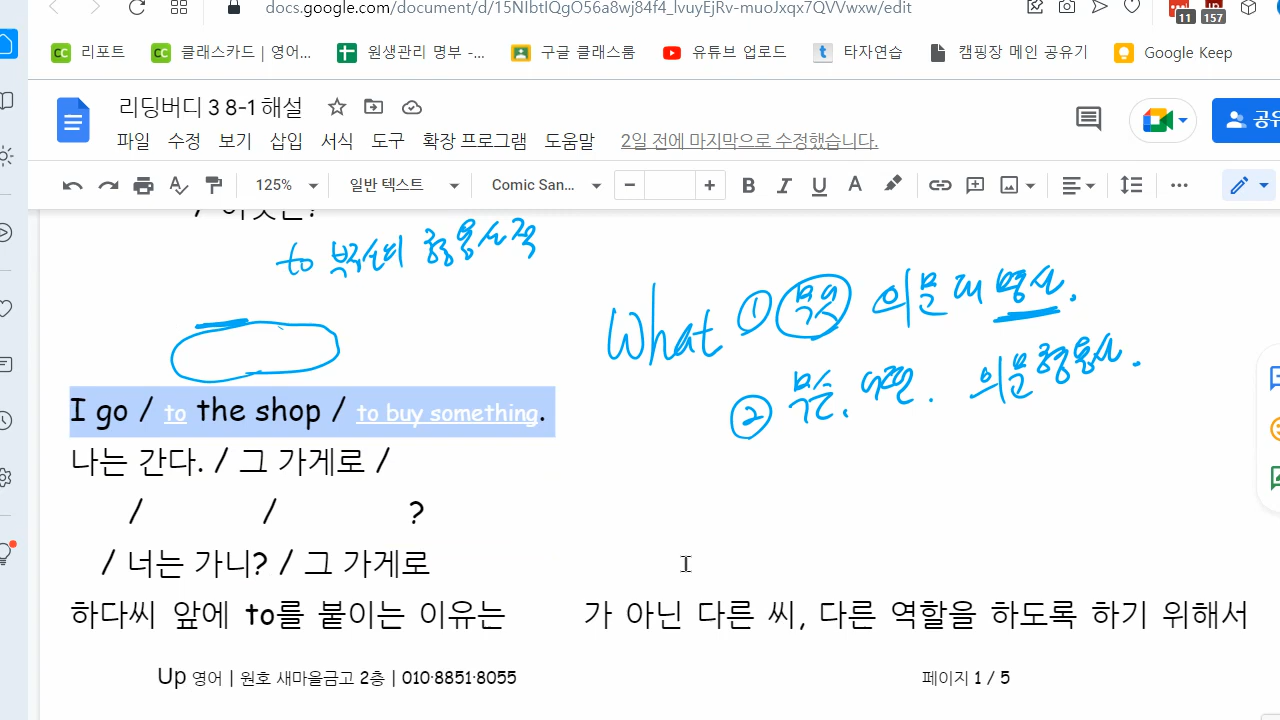 docs.google.com/document/d/15NIbtIQgO56a8wj84f4_lvuyEjRv-muoJxqx7QVVwxw/edit
11 157
리포트 클래스카드 | 영어... 원생관리 명부 -... 구글 클래스룸 유튜브 업로드 타자연습 캠핑장 메인 공유기 Google Keep
리딩버디 3 8-1 해설
파일 수정 보기 삽입 서식 도구 확장 프로그램 도움말 2일 전에 마지막으로 수정했습니다.
공유
125% 일반 텍스트 Comic San... − + B I U A
to 부정사의 형용사적
What ① 무엇 의문대명사.
② 무슨, 어떤. 의문형용사.
I go / to the shop / to buy something.
나는 간다. / 그 가게로 /
/ / ?
/ 너는 가니? / 그 가게로
하다씨 앞에 to를 붙이는 이유는 가 아닌 다른 씨, 다른 역할을 하도록 하기 위해서
Up 영어 | 원호 새마을금고 2층 | 010·8851·8055 페이지 1 / 5